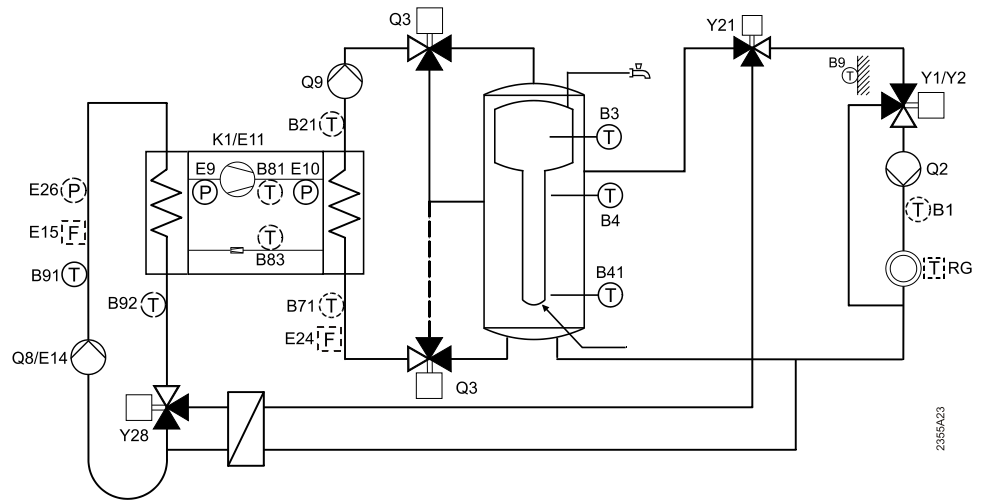 Q3
Y21
Q9
B9
T
Y1/Y2
B21 T
K1/E11
B3
T
E9
B81
E10
P
T
P
Q2
E26 P
T
B4
T B1
E15 F
T
B83
B91 T
B41
T
T RG
B92 T
B71 T
E24 F
Q8/E14
Q3
Y28
2355A23